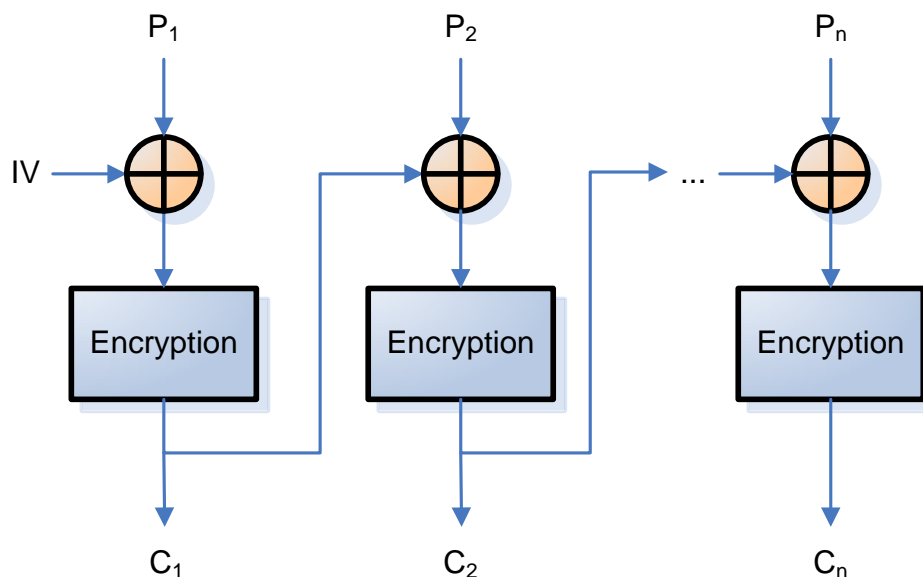 P₁ P₂ Pₙ
IV ...
Encryption Encryption Encryption
C₁ C₂ Cₙ